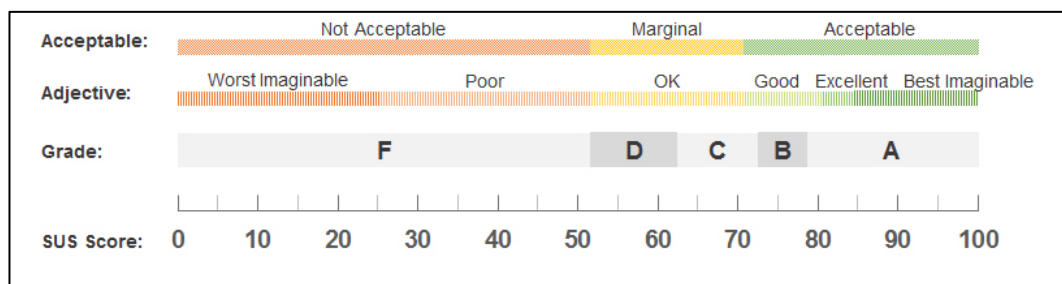 Acceptable: Not Acceptable Marginal Acceptable
Adjective: Worst Imaginable Poor OK Good Excellent Best Imaginable
Grade: F D C B A
SUS Score: 0 10 20 30 40 50 60 70 80 90 100